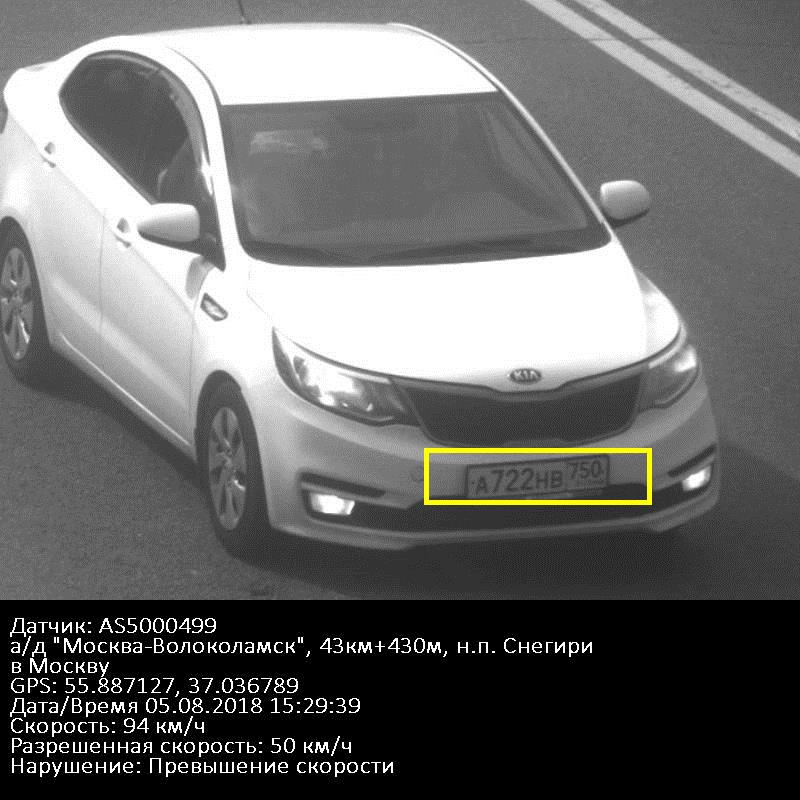 KIA
А722НВ 750
Датчик: AS5000499
а/д "Москва-Волоколамск", 43км+430м, н.п. Снегири
в Москву
GPS: 55.887127, 37.036789
Дата/Время 05.08.2018 15:29:39
Скорость: 94 км/ч
Разрешенная скорость: 50 км/ч
Нарушение: Превышение скорости